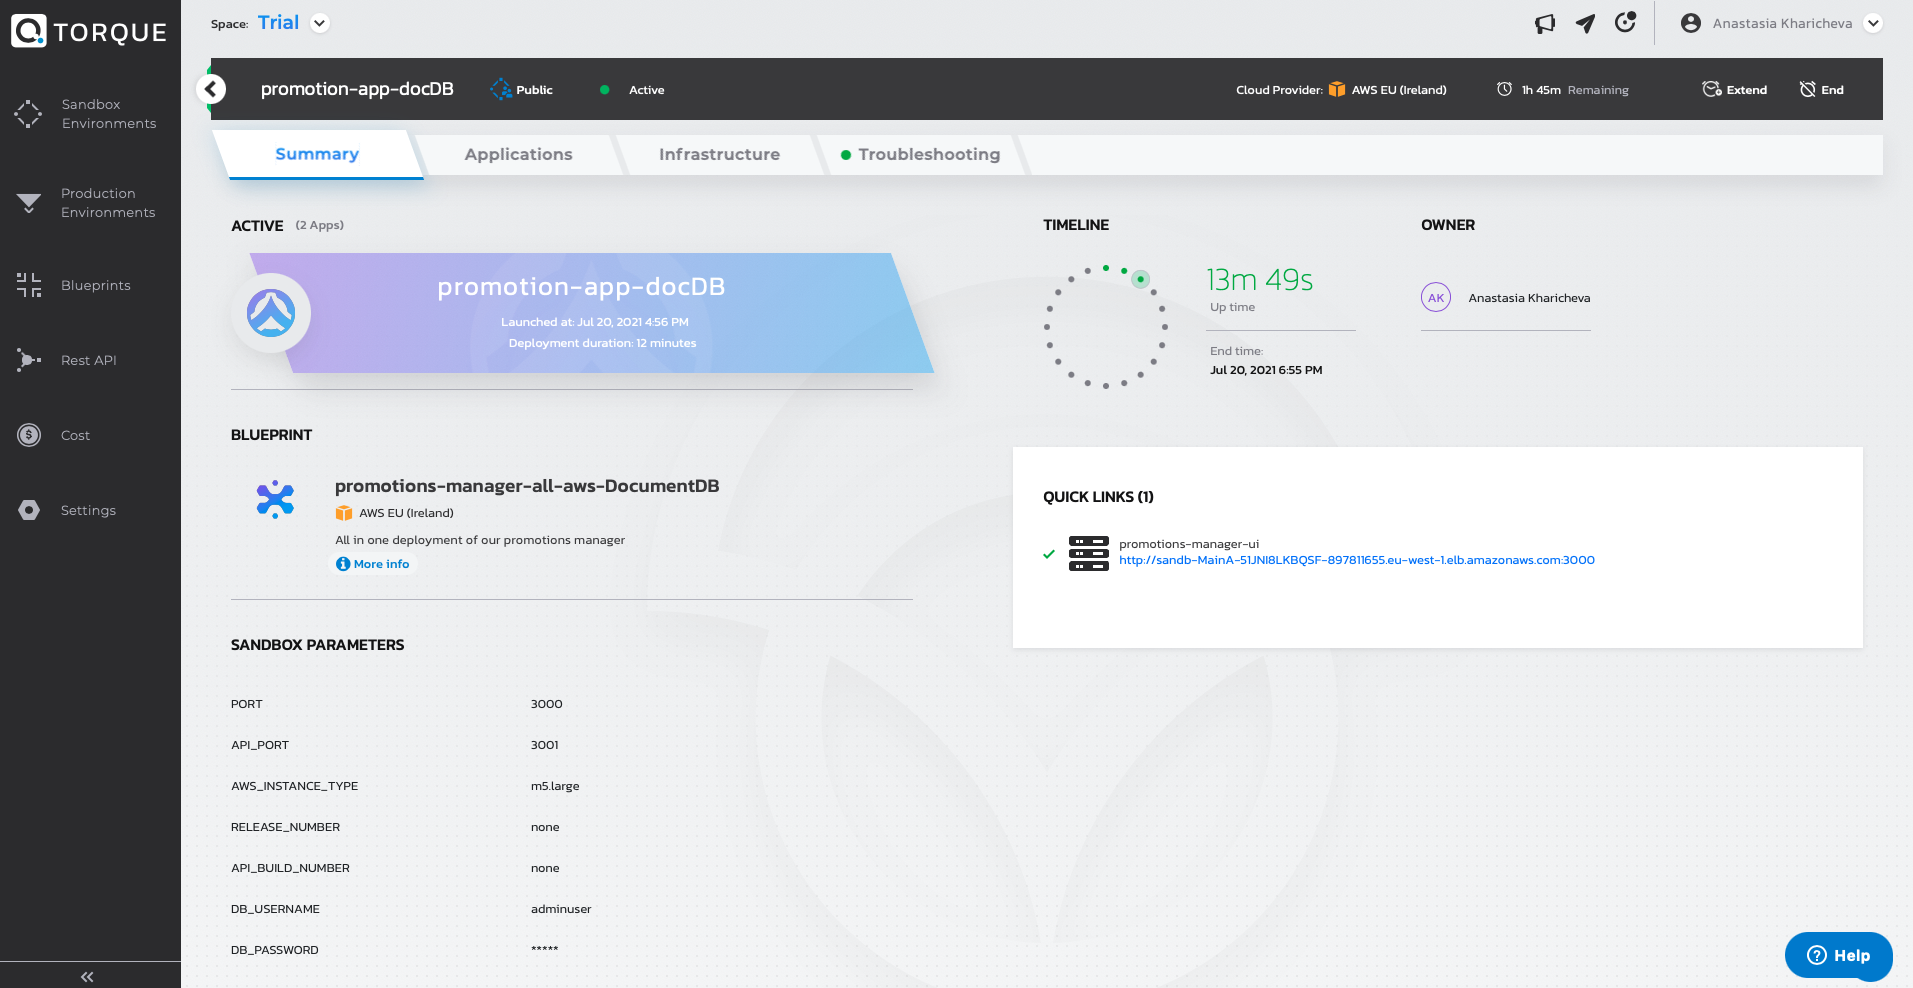 TORQUE
Space: Trial
Anastasia Kharicheva
Sandbox
Environments
Production
Environments
Blueprints
Rest API
Cost
Settings
promotion-app-docDB
Public
Active
Cloud Provider: AWS EU (Ireland)
1h 45m Remaining
Extend
End
Summary
Applications
Infrastructure
Troubleshooting
ACTIVE (2 Apps)
promotion-app-docDB
Launched at: Jul 20, 2021 4:56 PM
Deployment duration: 12 minutes
TIMELINE
13m 49s
Up time
End time:
Jul 20, 2021 6:55 PM
OWNER
AK
Anastasia Kharicheva
BLUEPRINT
promotions-manager-all-aws-DocumentDB
AWS EU (Ireland)
All in one deployment of our promotions manager
More info
QUICK LINKS (1)
promotions-manager-ui
http://sandb-MainA-51JNI8LKBQSF-897811655.eu-west-1.elb.amazonaws.com:3000
SANDBOX PARAMETERS
PORT 3000
API_PORT 3001
AWS_INSTANCE_TYPE m5.large
RELEASE_NUMBER none
API_BUILD_NUMBER none
DB_USERNAME adminuser
DB_PASSWORD *****
Help